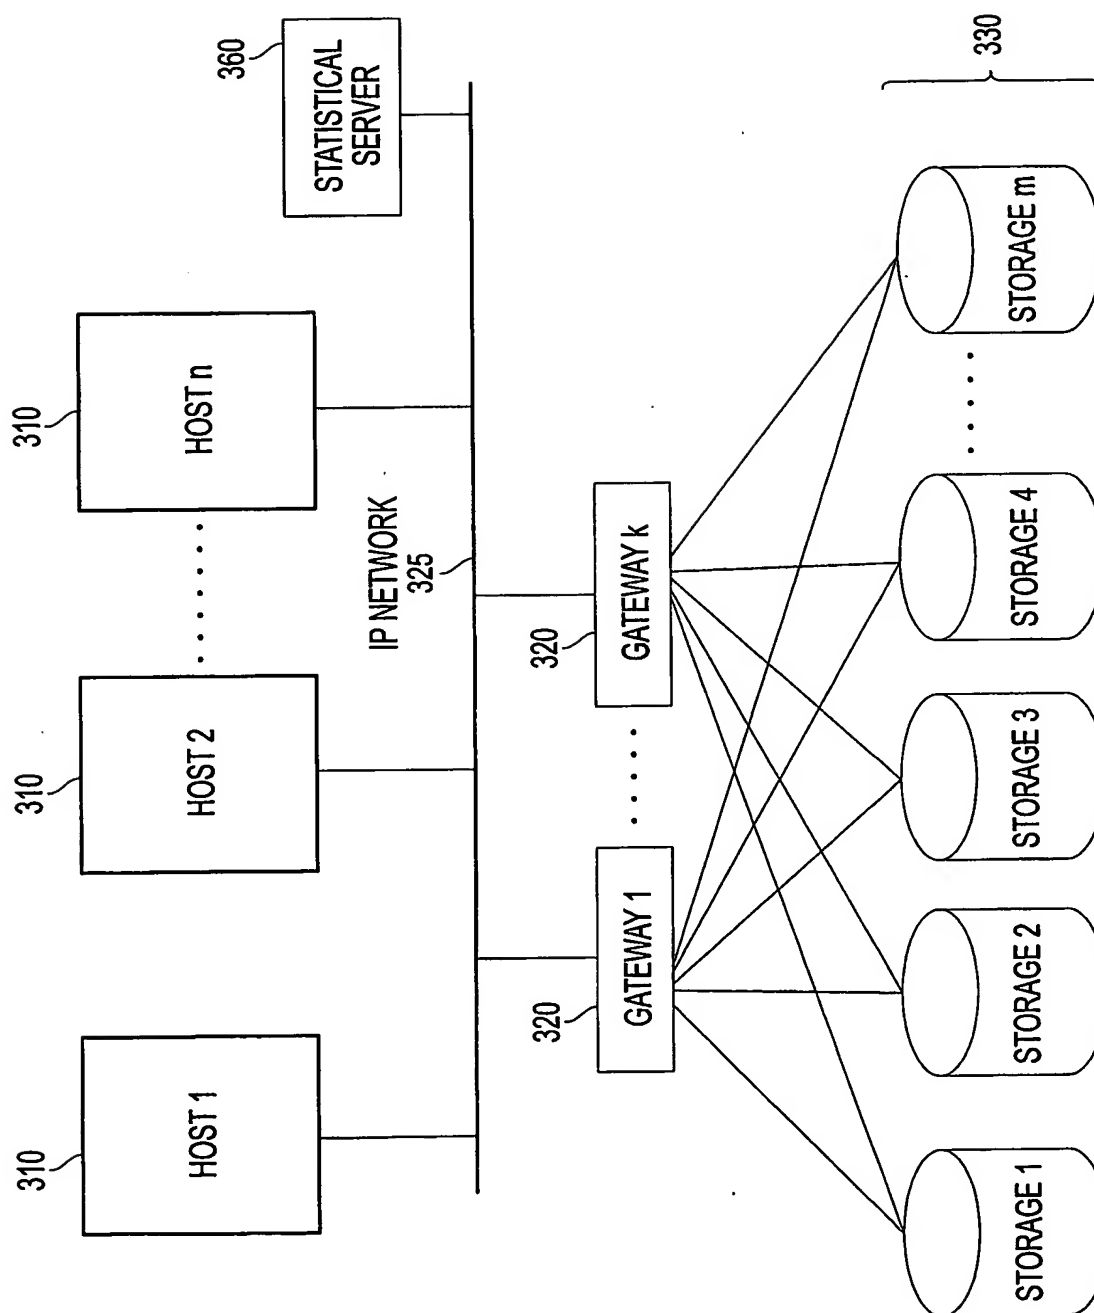 310
HOST 1
310
HOST 2
310
HOST n
360
STATISTICAL
SERVER
IP NETWORK
325
320
GATEWAY 1
320
GATEWAY k
330
STORAGE 1
STORAGE 2
STORAGE 3
STORAGE 4
STORAGE m